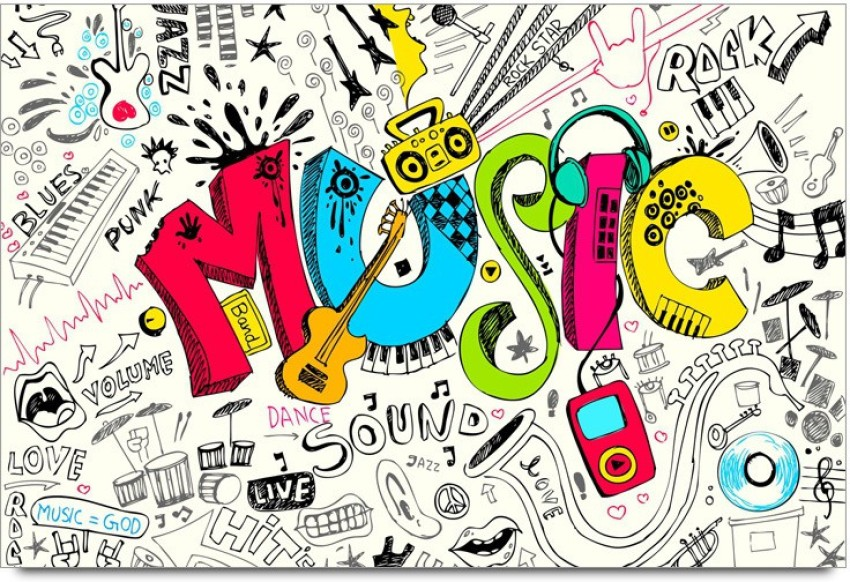 JAZZ
ROCK STAR
ROCK
BLUES
PUNK
MUSIC
Band
VOLUME
DANCE
SOUND
JAZZ
LOVE
LIVE
LOVE
MUSIC = GOD
HiTs